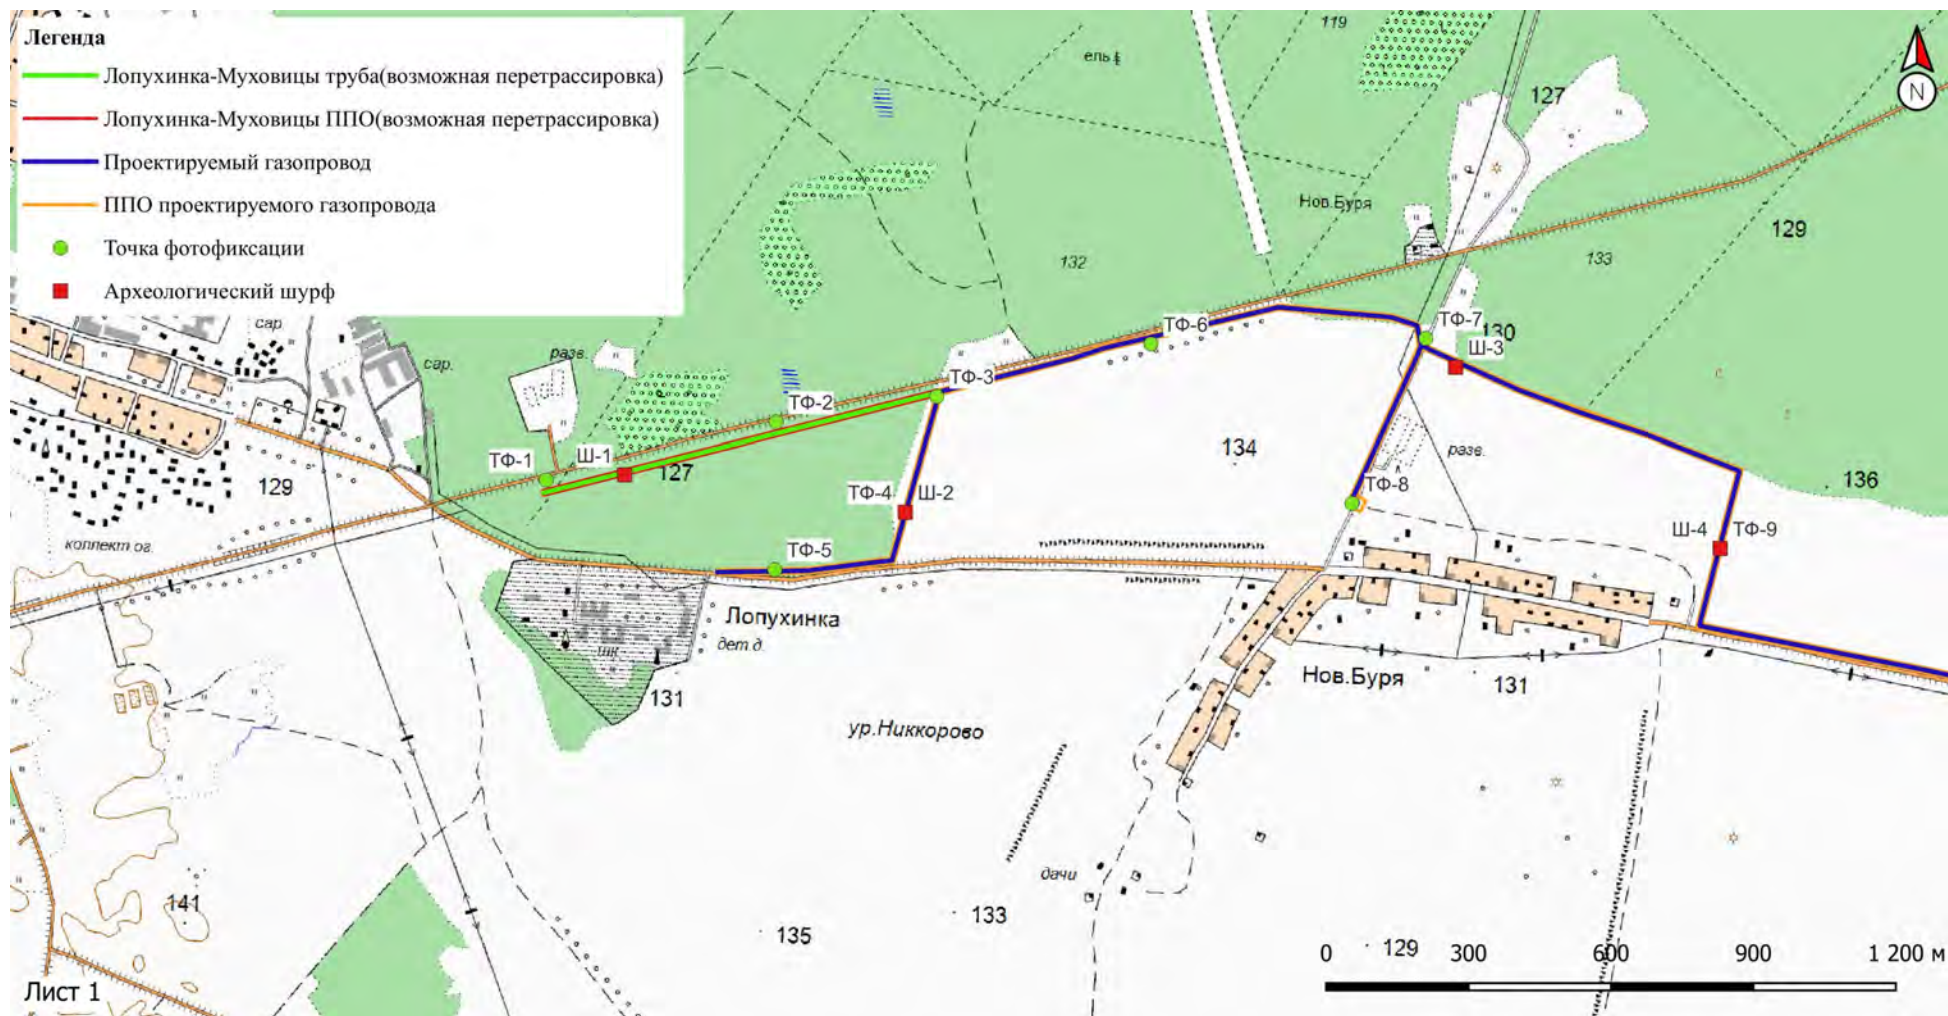 Легенда
Лопухинка-Муховицы труба(возможная перетрассировка)
Лопухинка-Муховицы ППО(возможная перетрассировка)
Проектируемый газопровод
ППО проектируемого газопровода
Точка фотофиксации
Археологический шурф
119
ель
127
N
Нов.Буря
129
132
133
сар.
ТФ-6
ТФ-7
130
Ш-3
разв.
сар.
ТФ-3
ТФ-2
134
разв.
ТФ-1
Ш-1
127
129
ТФ-8
136
ТФ-4
Ш-2
Ш-4
ТФ-9
коллект ог.
ТФ-5
Лопухинка
дет.д.
шк.
131
Нов.Буря
131
ур.Никкорово
дачи
141
133
135
129
0
300
600
900
1 200 м
Лист 1